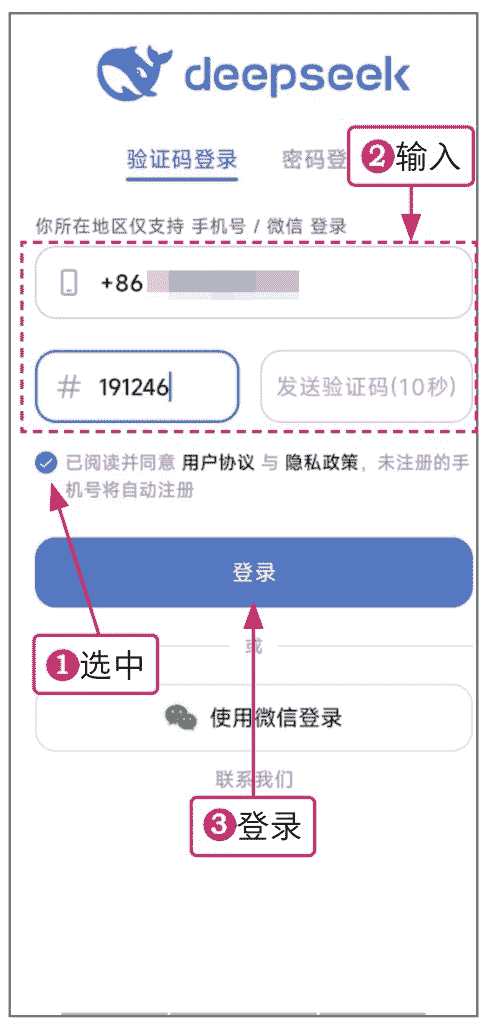 deepseek
验证码登录 密码登
❷输入
你所在地区仅支持 手机号 / 微信 登录
+86
# 191246 发送验证码(10秒)
已阅读并同意 用户协议 与 隐私政策，未注册的手
机号将自动注册
登录
或
❶选中
使用微信登录
联系我们
❸登录